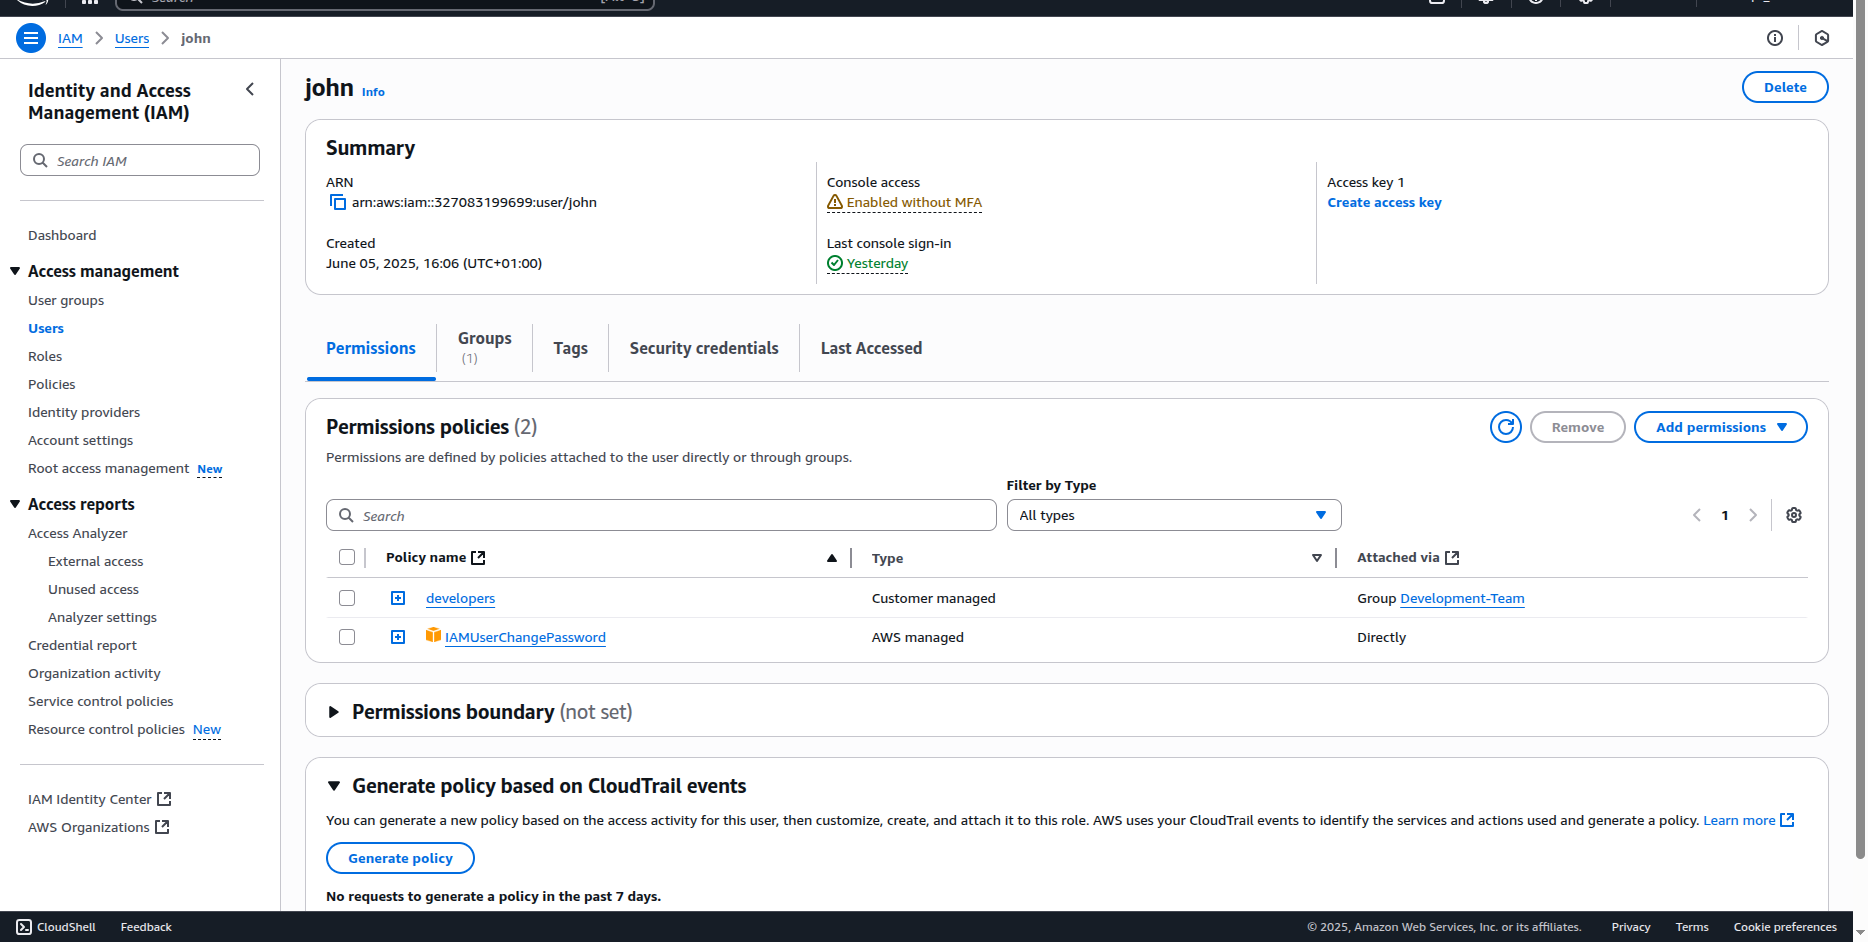 IAM > Users > john
Identity and Access
Management (IAM)
Search IAM
Dashboard
Access management
User groups
Users
Roles
Policies
Identity providers
Account settings
Root access management New
Access reports
Access Analyzer
External access
Unused access
Analyzer settings
Credential report
Organization activity
Service control policies
Resource control policies New
IAM Identity Center
AWS Organizations
john Info
Delete
Summary
ARN
arn:aws:iam::327083199699:user/john
Created
June 05, 2025, 16:06 (UTC+01:00)
Console access
Enabled without MFA
Last console sign-in
Yesterday
Access key 1
Create access key
Permissions
Groups
(1)
Tags
Security credentials
Last Accessed
Permissions policies (2)
Remove
Add permissions
Permissions are defined by policies attached to the user directly or through groups.
Filter by Type
Search
All types
1
Policy name Type Attached via
developers Customer managed Group Development-Team
IAMUserChangePassword AWS managed Directly
Permissions boundary (not set)
Generate policy based on CloudTrail events
You can generate a new policy based on the access activity for this user, then customize, create, and attach it to this role. AWS uses your CloudTrail events to identify the services and actions used and generate a policy. Learn more
Generate policy
No requests to generate a policy in the past 7 days.
CloudShell Feedback © 2025, Amazon Web Services, Inc. or its affiliates. Privacy Terms Cookie preferences